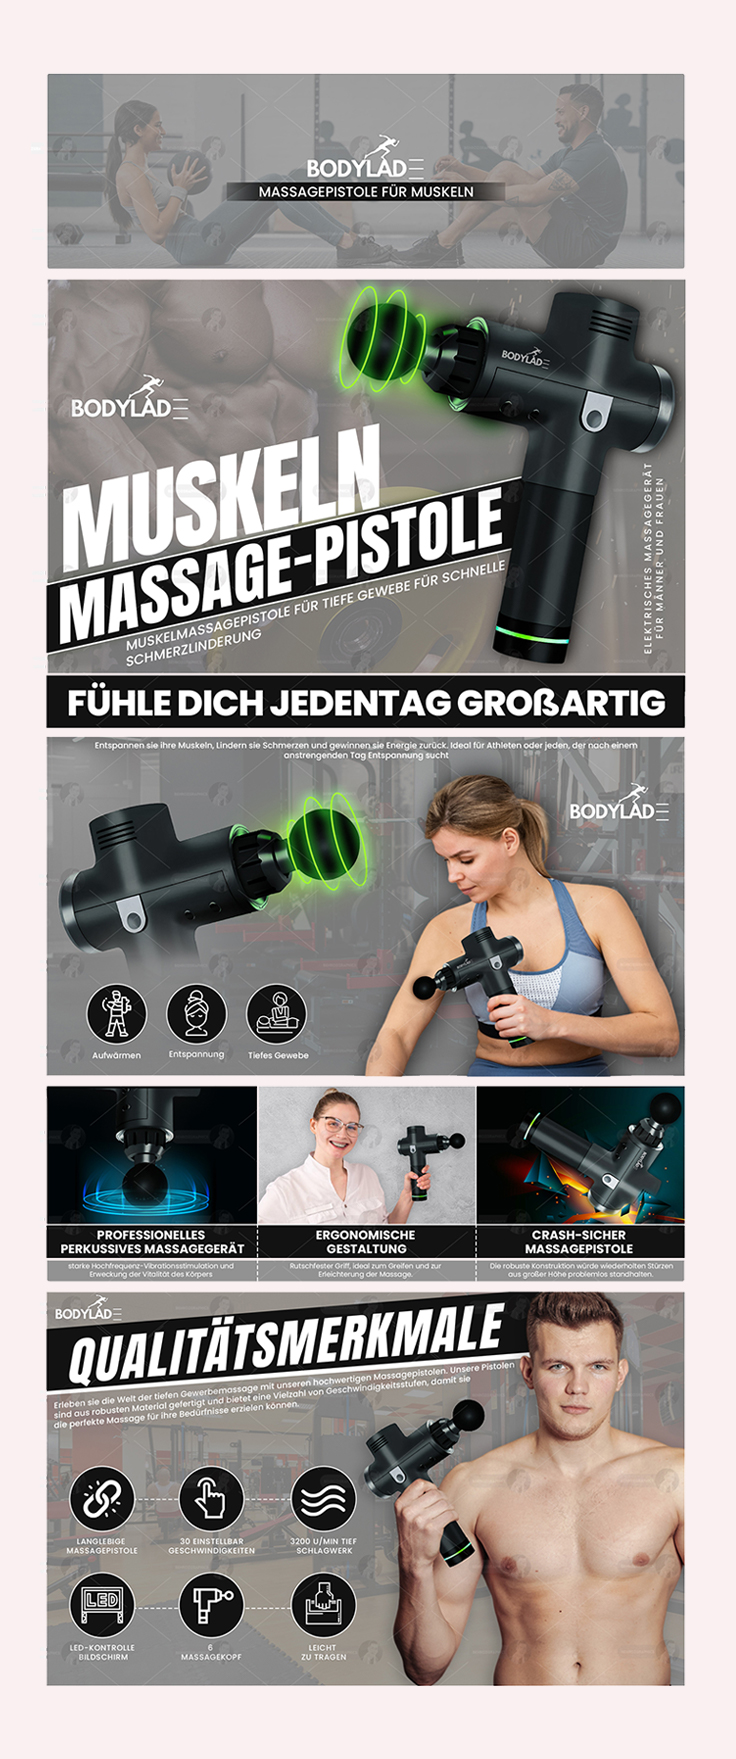 BODYLAD
MASSAGEPISTOLE FÜR MUSKELN
BODYLAD
BODYLAD
MUSKELN
MASSAGE-PISTOLE
MUSKELMASSAGEPISTOLE FÜR TIEFE GEWEBE FÜR SCHNELLE
SCHMERZLINDERUNG
ELEKTRISCHES MASSAGEGERÄT
FÜR MÄNNER UND FRAUEN
FÜHLE DICH JEDENTAG GROßARTIG
Entspannen sie ihre Muskeln, Lindern sie Schmerzen und gewinnen sie Energie zurück. Ideal für Athleten oder jeden, der nach einem
anstrengenden Tag Entspannung sucht
BODYLAD
BODYLAD
Aufwärmen
Entspannung
Tiefes Gewebe
PROFESSIONELLES
PERKUSSIVES MASSAGEGERÄT
starke Hochfrequenz-Vibrationsstimulation und
Erweckung der Vitalität des Körpers
ERGONOMISCHE
GESTALTUNG
Rutschfester Griff, ideal zum Greifen und zur
Erleichterung der Massage.
CRASH-SICHER
MASSAGEPISTOLE
Die robuste Konstruktion würde wiederholten Stürzen
aus großer Höhe problemlos standhalten.
BODYLAD
QUALITÄTSMERKMALE
Erleben sie die Welt der tiefen Gewerbemassage mit unseren hochwertigen Massagepistolen. Unsere Pistolen
sind aus robusten Material gefertigt und bietet eine Vielzahl von Geschwindigkeitsstufen, damit sie
die perfekte Massage für ihre Bedürfnisse erzielen können.
LANGLEBIGE
MASSAGEPISTOLE
30 EINSTELLBAR
GESCHWINDIGKEITEN
3200 U/MIN TIEF
SCHLAGWERK
LED
LED-KONTROLLE
BILDSCHIRM
6
MASSAGEKOPF
LEICHT
ZU TRAGEN